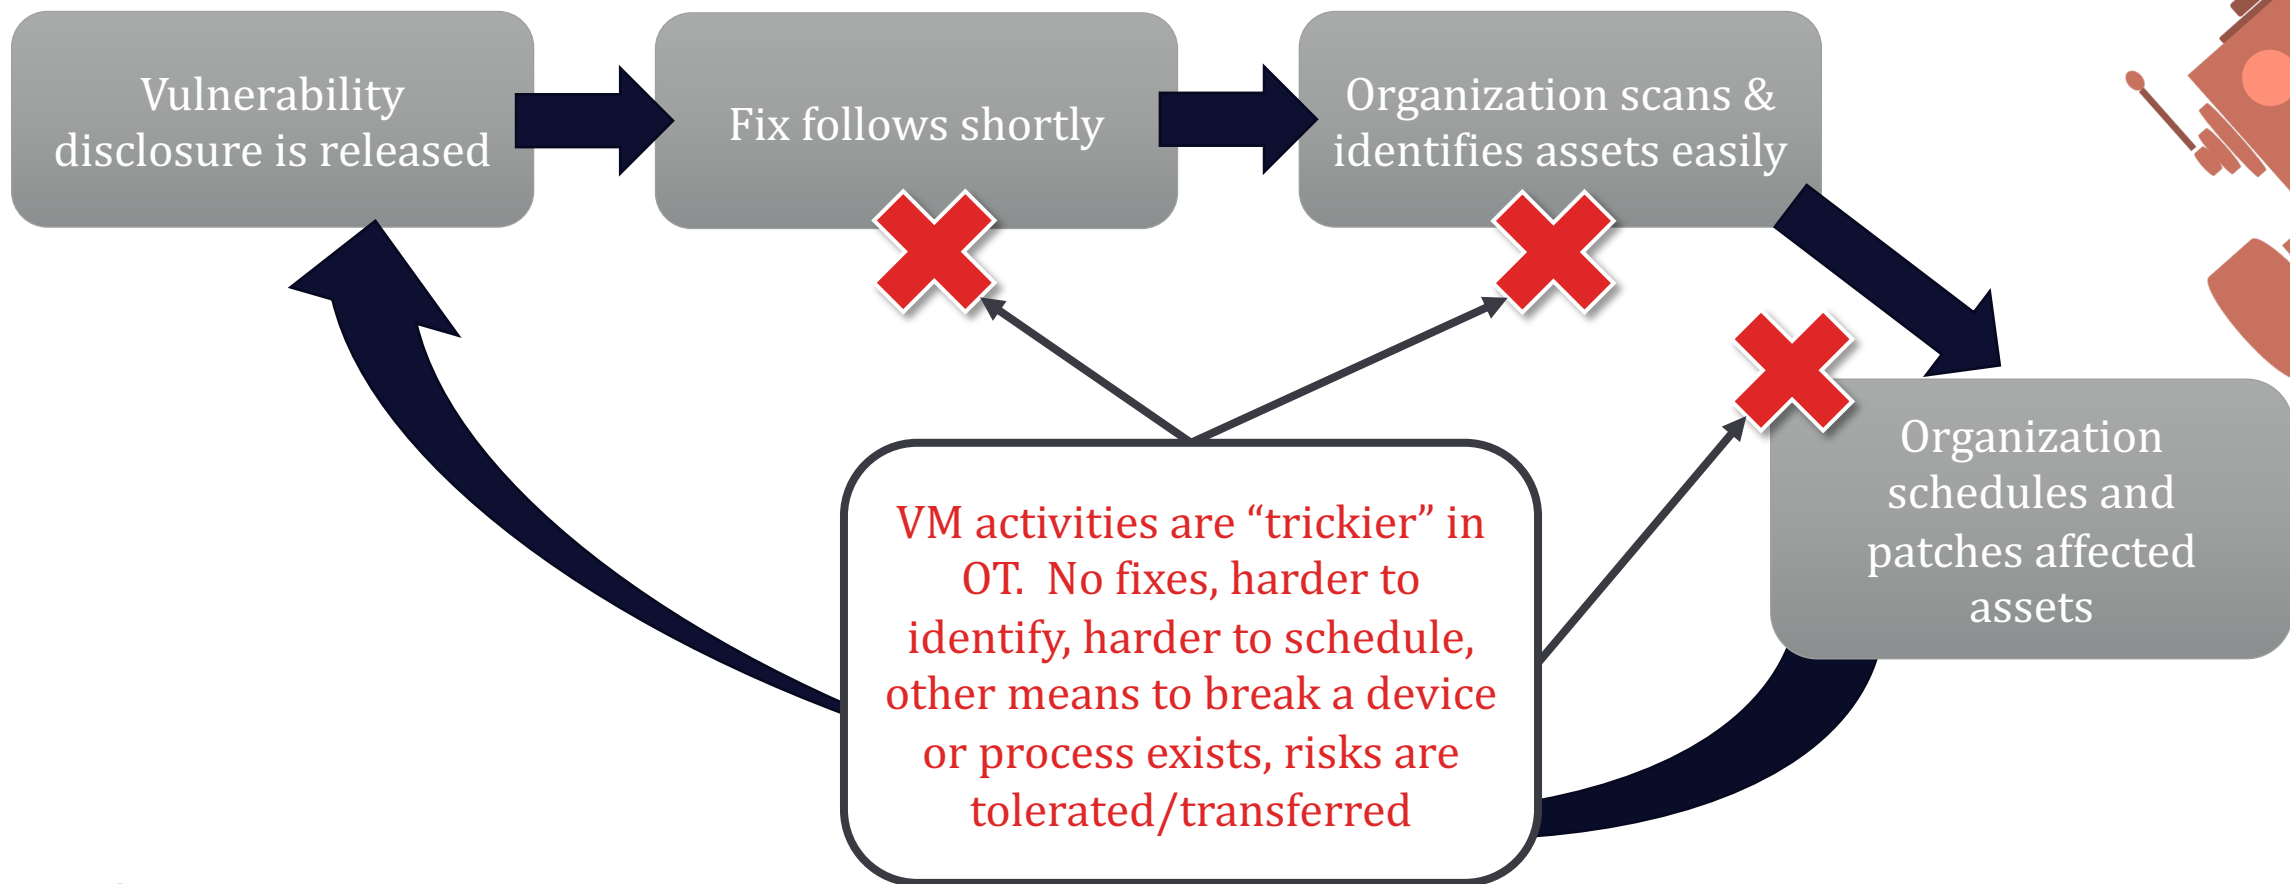 Vulnerability
disclosure is released
Fix follows shortly
Organization scans &
identifies assets easily
Organization
schedules and
patches affected
assets
VM activities are “trickier” in
OT.  No fixes, harder to
identify, harder to schedule,
other means to break a device
or process exists, risks are
tolerated/transferred